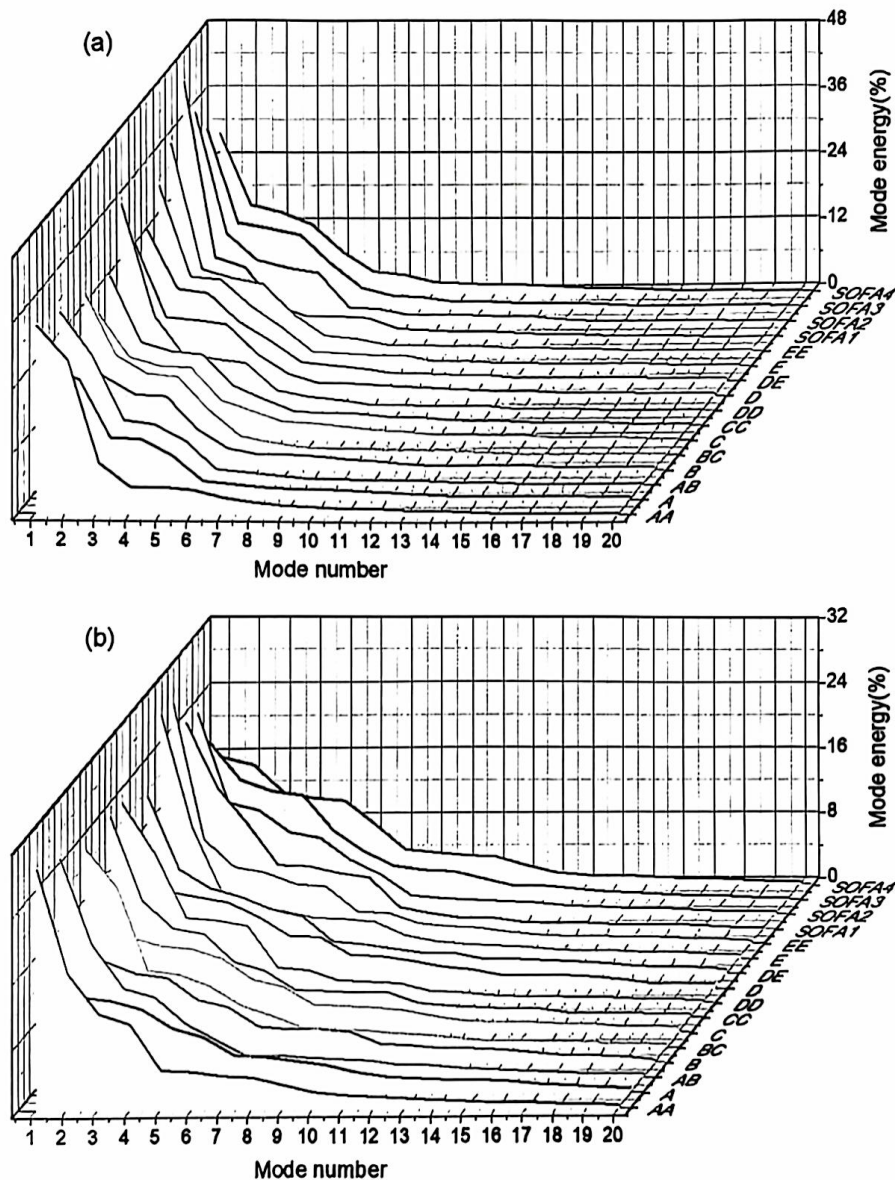 (a)
48
36
24
12
0
Mode energy(%)
SOFA4
SOFA3
SOFA2
SOFA1
EE
E
DE
D
DD
CC
C
BC
B
AB
A
AA
1 2 3 4 5 6 7 8 9 10 11 12 13 14 15 16 17 18 19 20
Mode number
(b)
32
24
16
8
0
Mode energy(%)
SOFA4
SOFA3
SOFA2
SOFA1
EE
E
DE
D
DD
CC
C
BC
B
AB
A
AA
1 2 3 4 5 6 7 8 9 10 11 12 13 14 15 16 17 18 19 20
Mode number